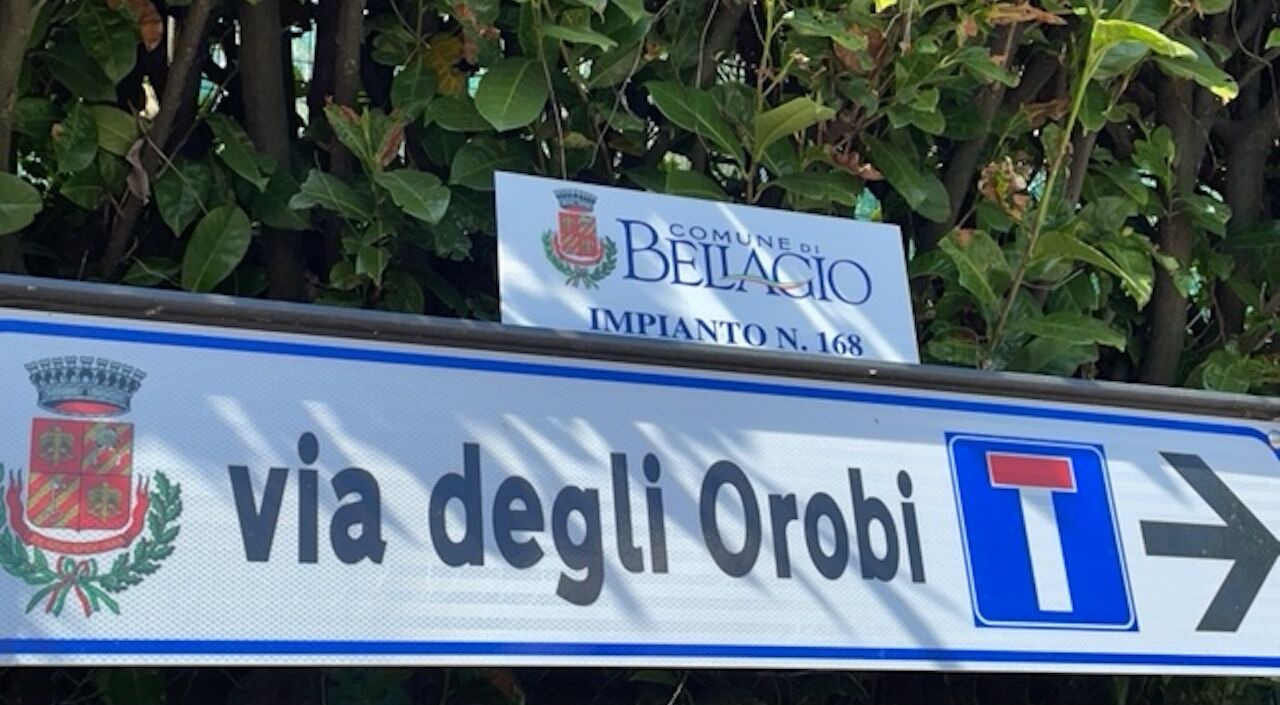 COMUNE DI
BELLAGIO
IMPIANTO N. 168
via degli Orobi